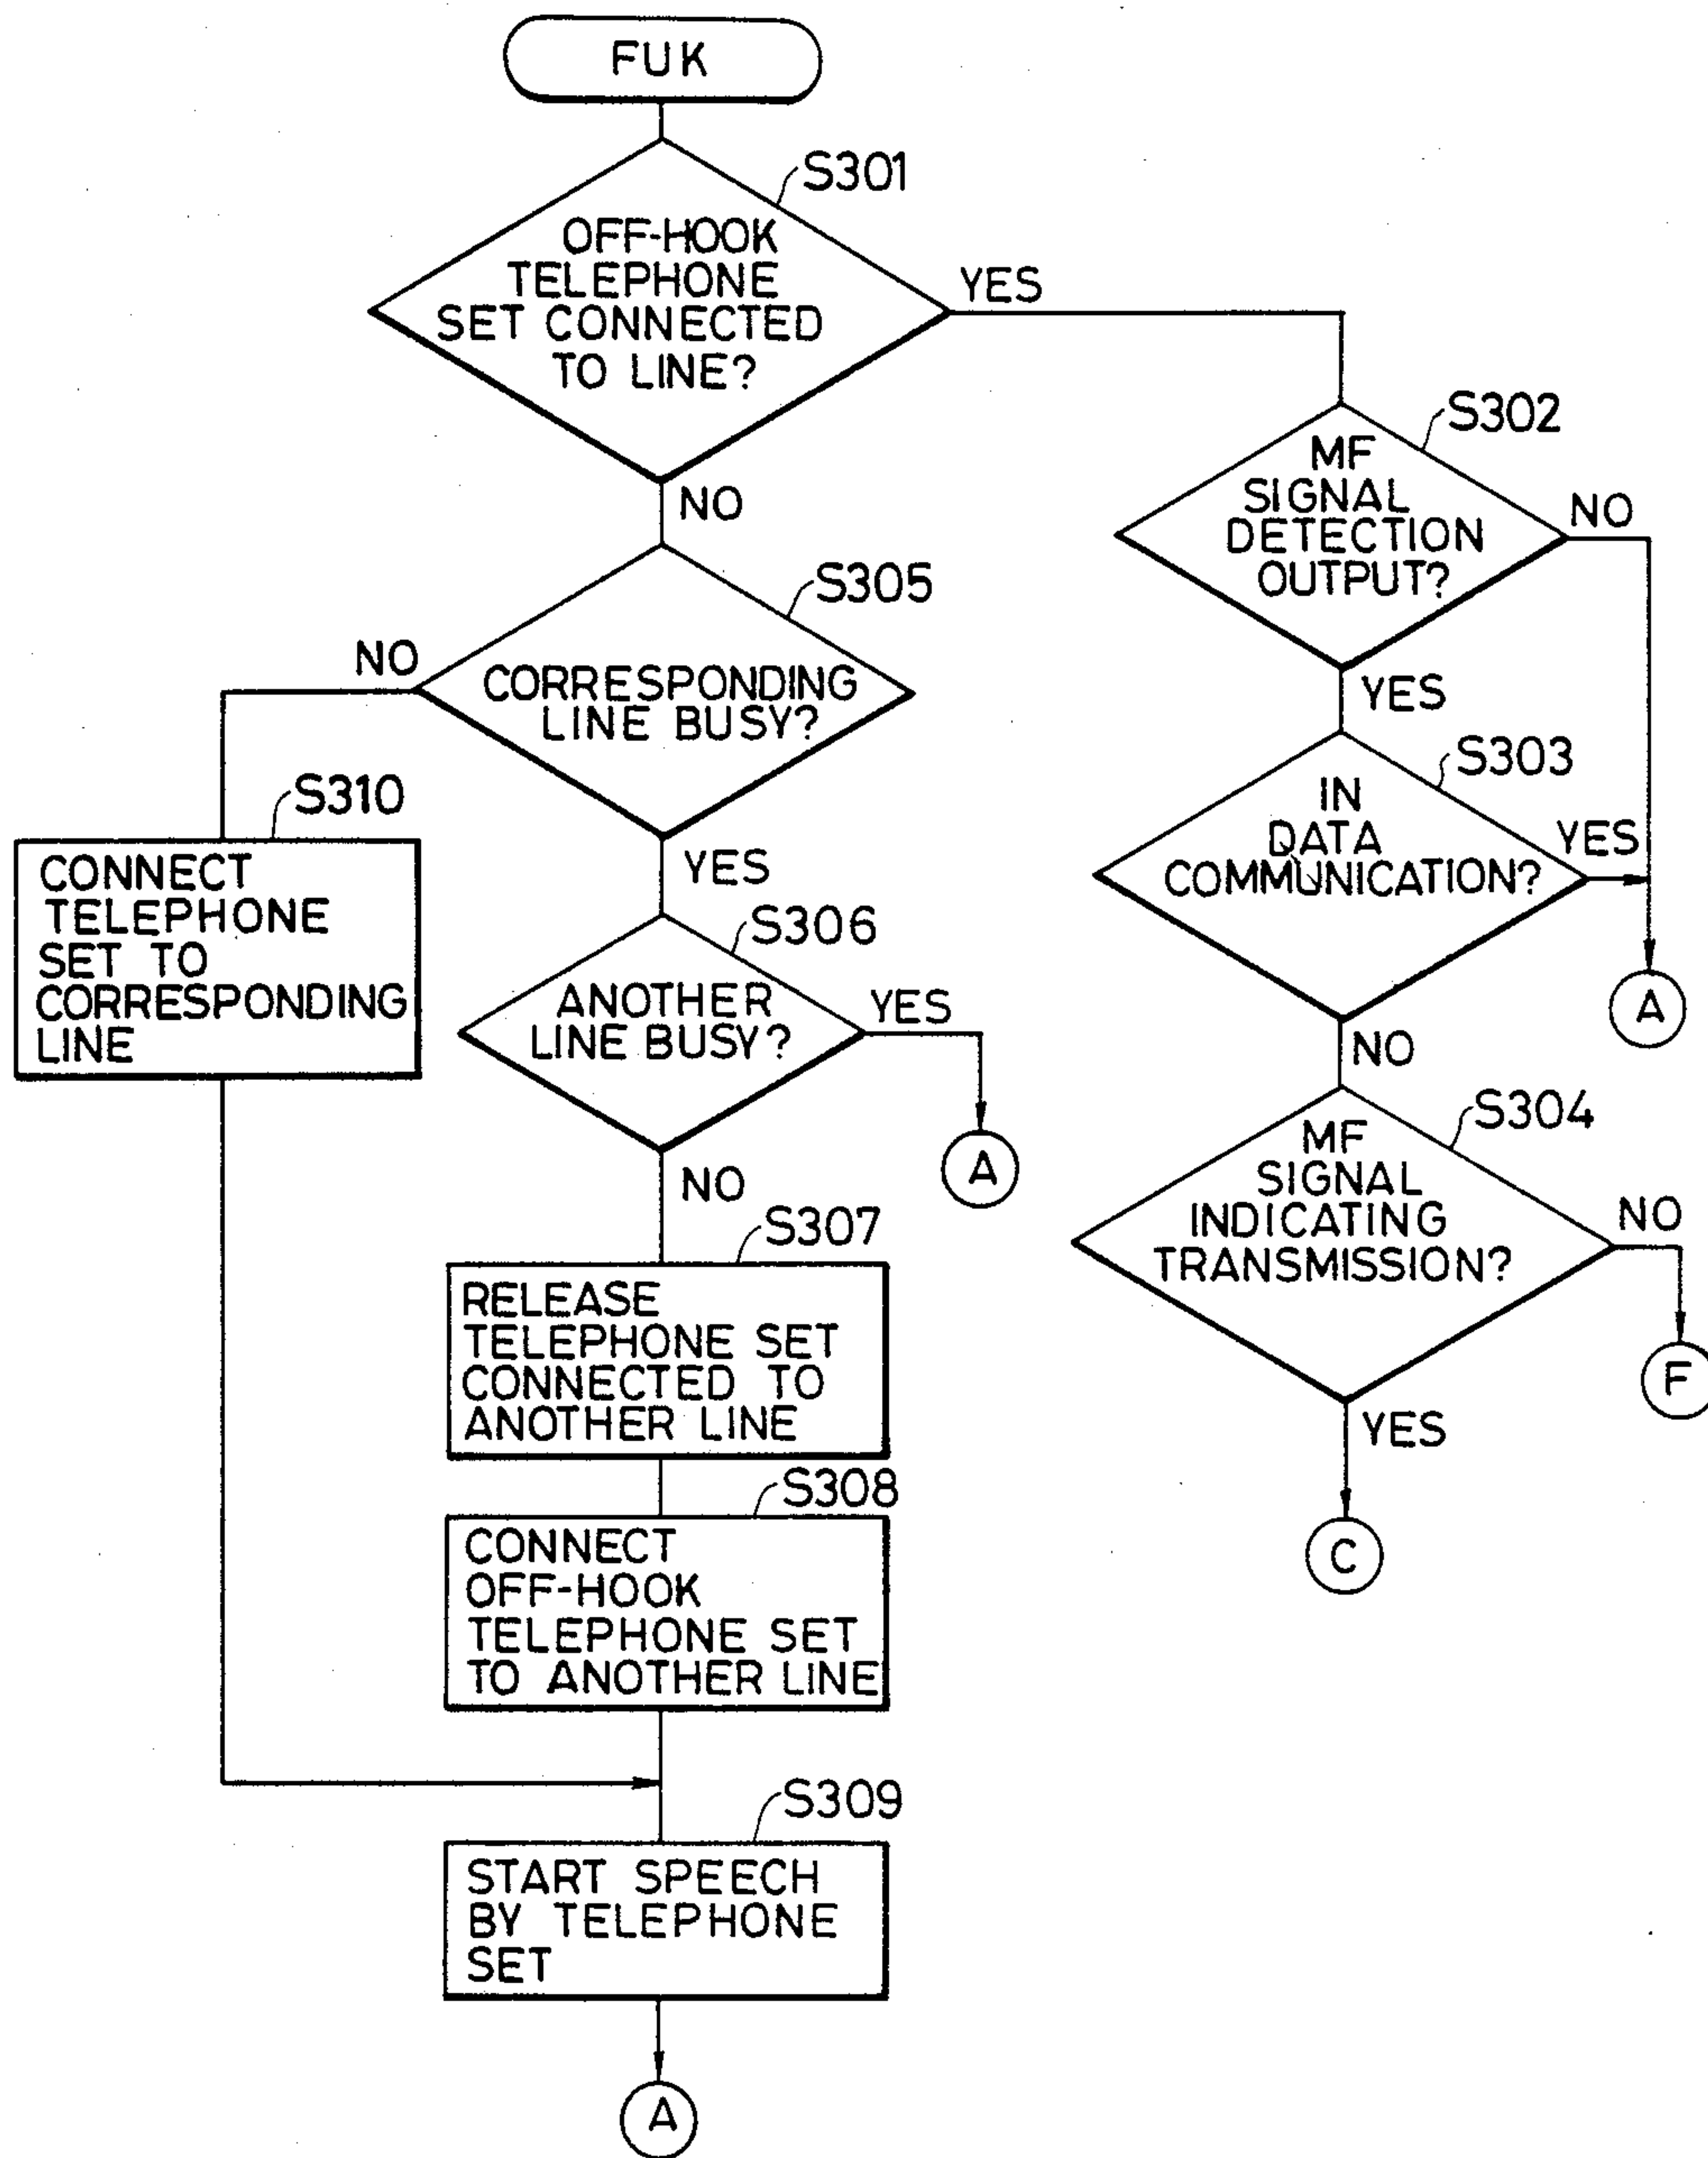 FUK
S301
OFF-HOOK
TELEPHONE
SET CONNECTED
TO LINE?
YES
NO
S302
MF
SIGNAL
DETECTION
OUTPUT?
NO
YES
S305
CORRESPONDING
LINE BUSY?
NO
YES
S303
IN
DATA
COMMUNICATION?
YES
NO
A
S310
CONNECT
TELEPHONE
SET TO
CORRESPONDING
LINE
S306
ANOTHER
LINE BUSY?
YES
NO
A
S304
MF
SIGNAL
INDICATING
TRANSMISSION?
NO
YES
F
C
S307
RELEASE
TELEPHONE SET
CONNECTED TO
ANOTHER LINE
S308
CONNECT
OFF-HOOK
TELEPHONE SET
TO ANOTHER LINE
S309
START SPEECH
BY TELEPHONE
SET
A